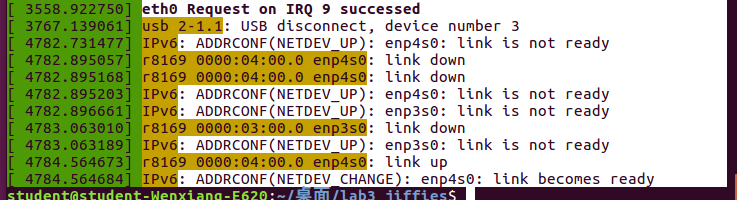 [ 3558.922750] eth0 Request on IRQ 9 successed
[ 3767.139061] usb 2-1.1: USB disconnect, device number 3
[ 4782.731477] IPv6: ADDRCONF(NETDEV_UP): enp4s0: link is not ready
[ 4782.895057] r8169 0000:04:00.0 enp4s0: link down
[ 4782.895168] r8169 0000:04:00.0 enp4s0: link down
[ 4782.895203] IPv6: ADDRCONF(NETDEV_UP): enp4s0: link is not ready
[ 4782.896661] IPv6: ADDRCONF(NETDEV_UP): enp3s0: link is not ready
[ 4783.063010] r8169 0000:03:00.0 enp3s0: link down
[ 4783.063189] IPv6: ADDRCONF(NETDEV_UP): enp3s0: link is not ready
[ 4784.564673] r8169 0000:04:00.0 enp4s0: link up
[ 4784.564684] IPv6: ADDRCONF(NETDEV_CHANGE): enp4s0: link becomes ready
student@student-Wenxiang-E620:~/桌面/lab3_jiffies$